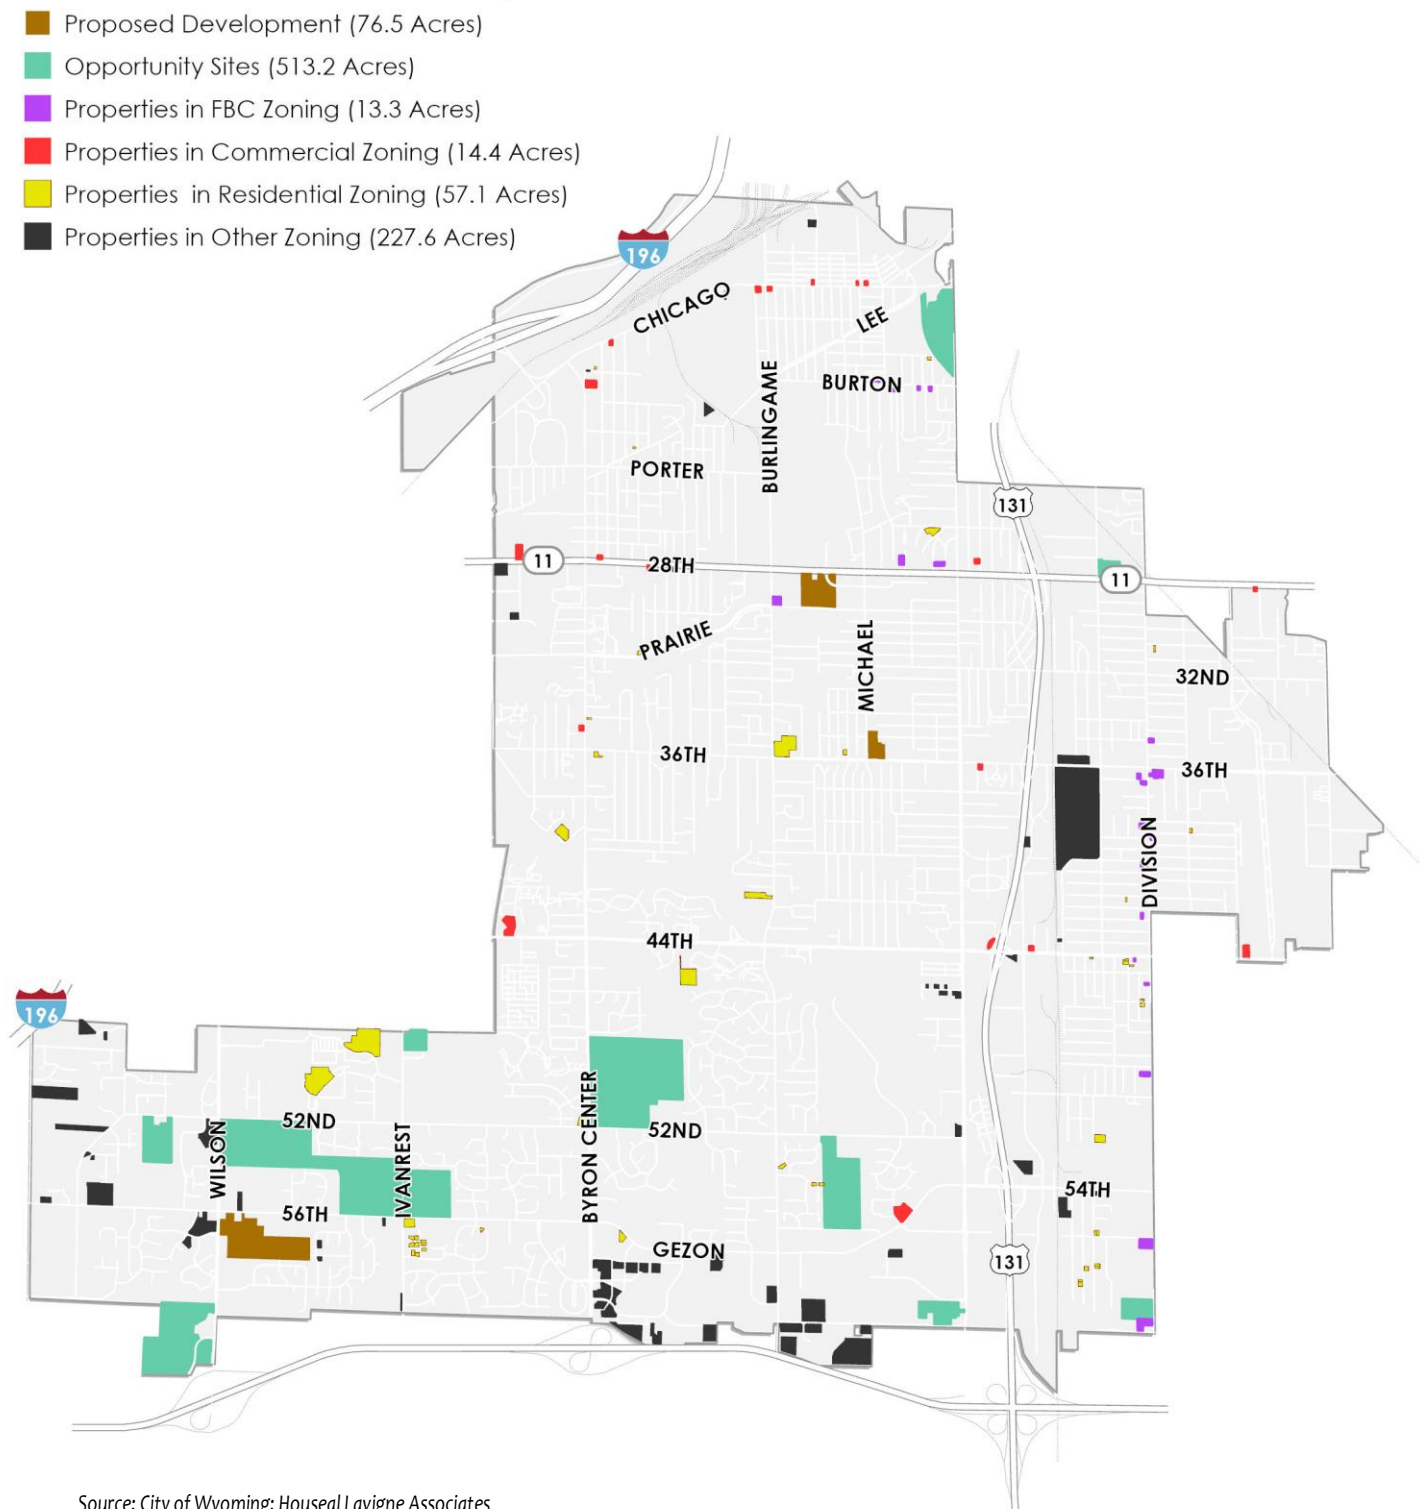 Proposed Development (76.5 Acres)
Opportunity Sites (513.2 Acres)
Properties in FBC Zoning (13.3 Acres)
Properties in Commercial Zoning (14.4 Acres)
Properties  in Residential Zoning (57.1 Acres)
Properties in Other Zoning (227.6 Acres)
196
CHICAGO
LEE
BURTON
BURLINGAME
PORTER
131
11
28TH
11
PRAIRIE
MICHAEL
32ND
36TH
36TH
DIVISION
44TH
196
52ND
WILSON
IVANREST
BYRON CENTER
52ND
54TH
56TH
GEZON
131
Source: City of Wyoming; Houseal Lavigne Associates